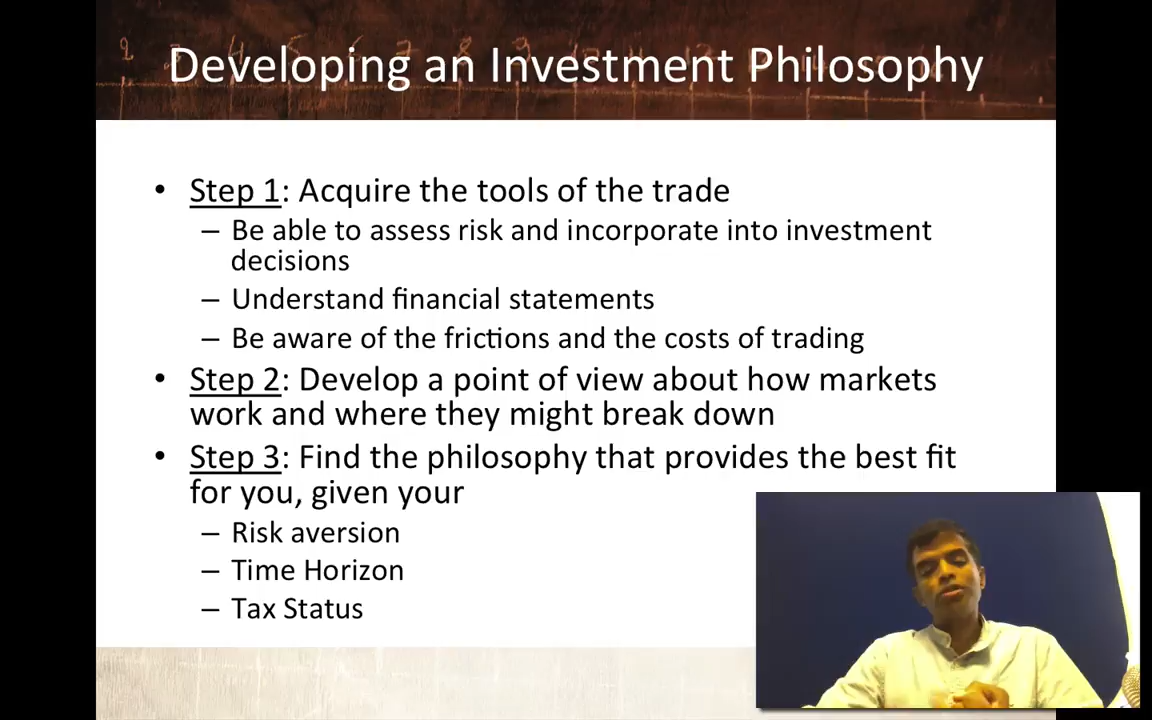 Developing an Investment Philosophy
• Step 1: Acquire the tools of the trade
– Be able to assess risk and incorporate into investment
decisions
– Understand financial statements
– Be aware of the frictions and the costs of trading
• Step 2: Develop a point of view about how markets
work and where they might break down
• Step 3: Find the philosophy that provides the best fit
for you, given your
– Risk aversion
– Time Horizon
– Tax Status